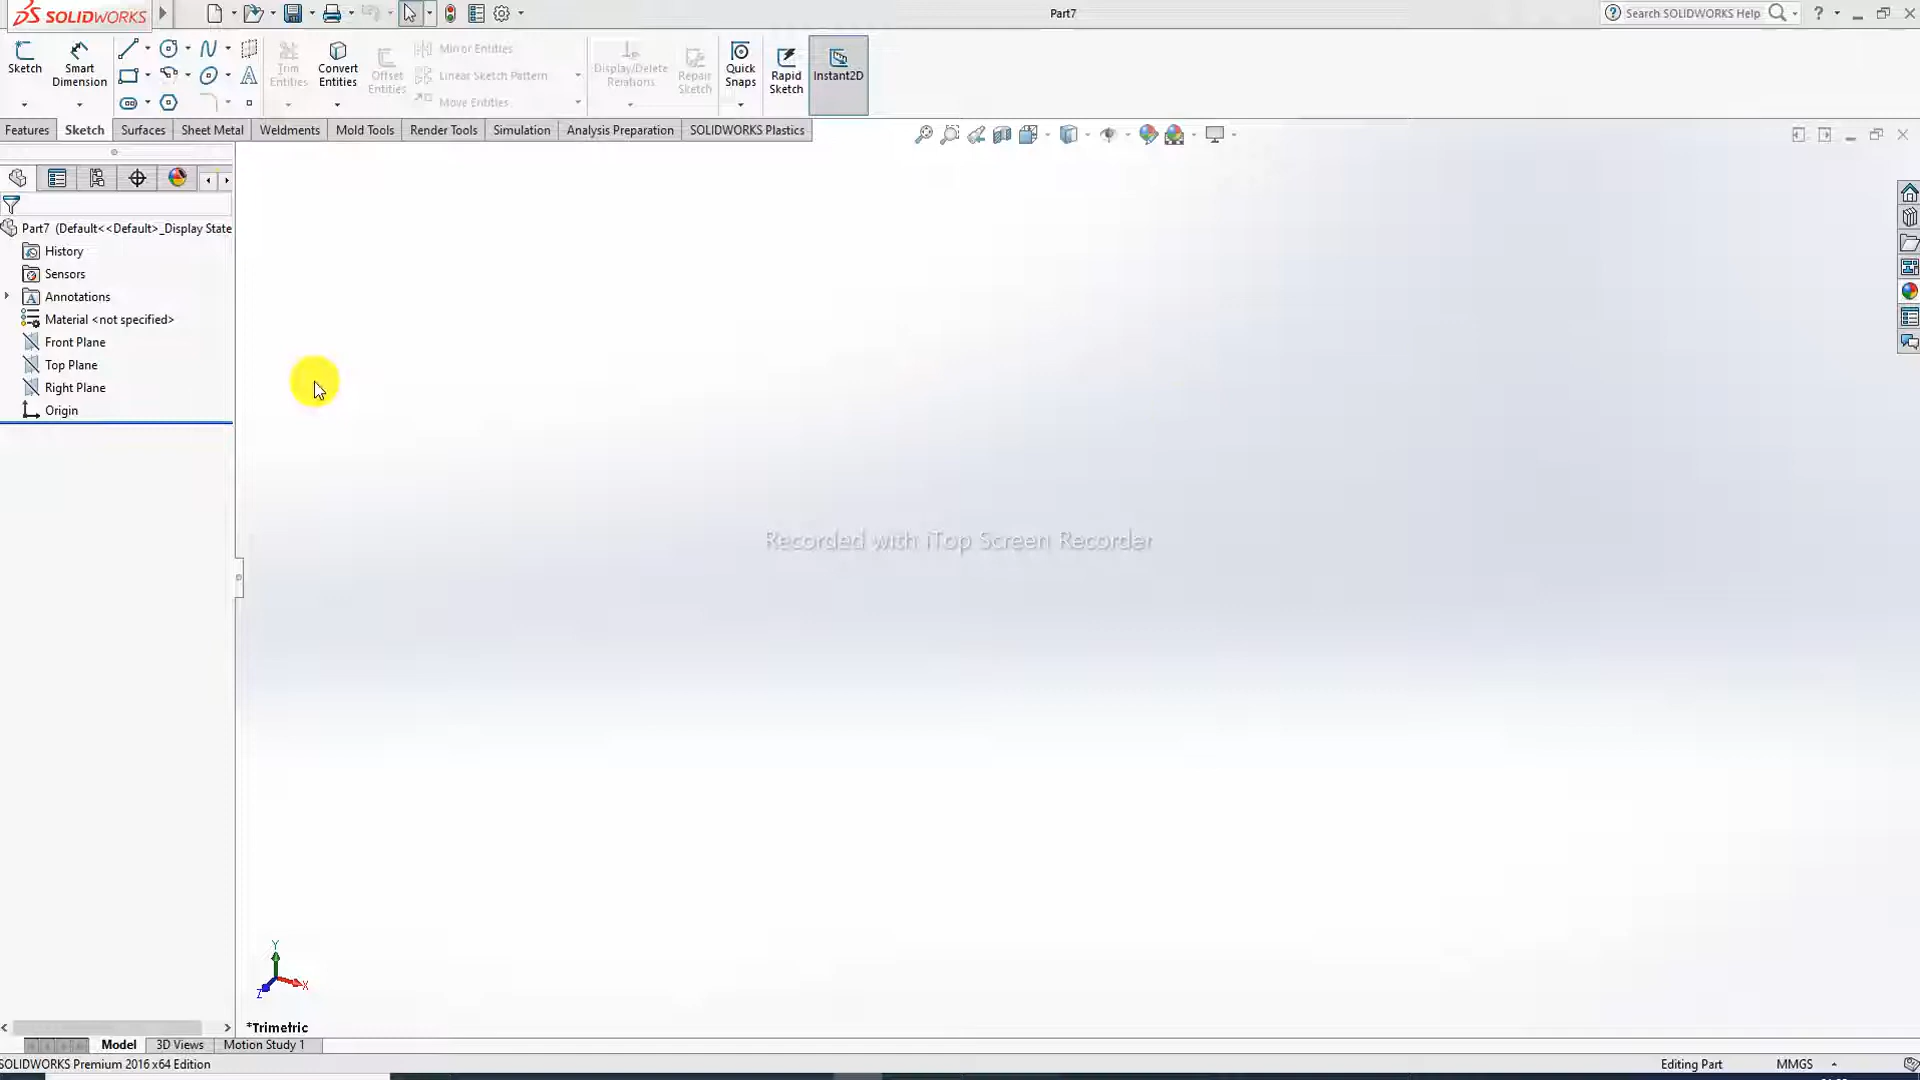 SOLIDWORKS
Part7
Search SOLIDWORKS Help
?
Sketch
Smart Dimension
Trim Entities
Convert Entities
Offset Entities
Mirror Entities
Linear Sketch Pattern
Move Entities
Display/Delete Relations
Repair Sketch
Quick Snaps
Rapid Sketch
Instant2D
Features
Sketch
Surfaces
Sheet Metal
Weldments
Mold Tools
Render Tools
Simulation
Analysis Preparation
SOLIDWORKS Plastics
Part7 (Default<<Default>_Display State
History
Sensors
Annotations
Material <not specified>
Front Plane
Top Plane
Right Plane
Origin
Recorded with iTop Screen Recorder
Y
X
Z
*Trimetric
Model
3D Views
Motion Study 1
SOLIDWORKS Premium 2016 x64 Edition
Editing Part
MMGS